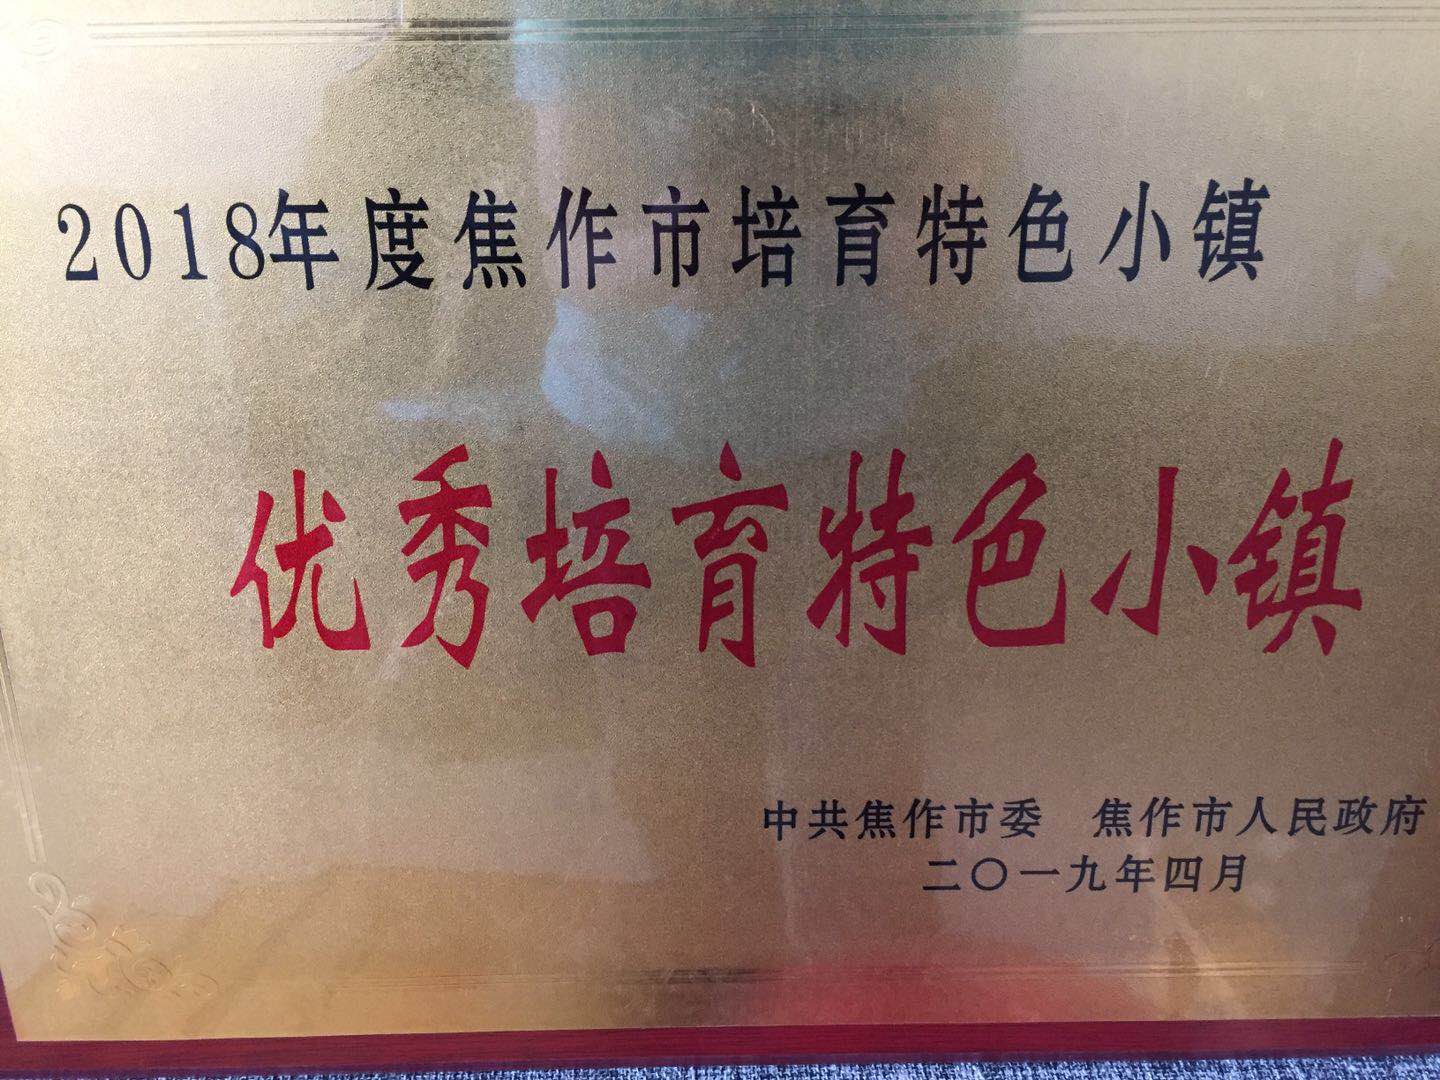 2018年度焦作市培育特色小镇
优秀培育特色小镇
中共焦作市委　焦作市人民政府
二〇一九年四月